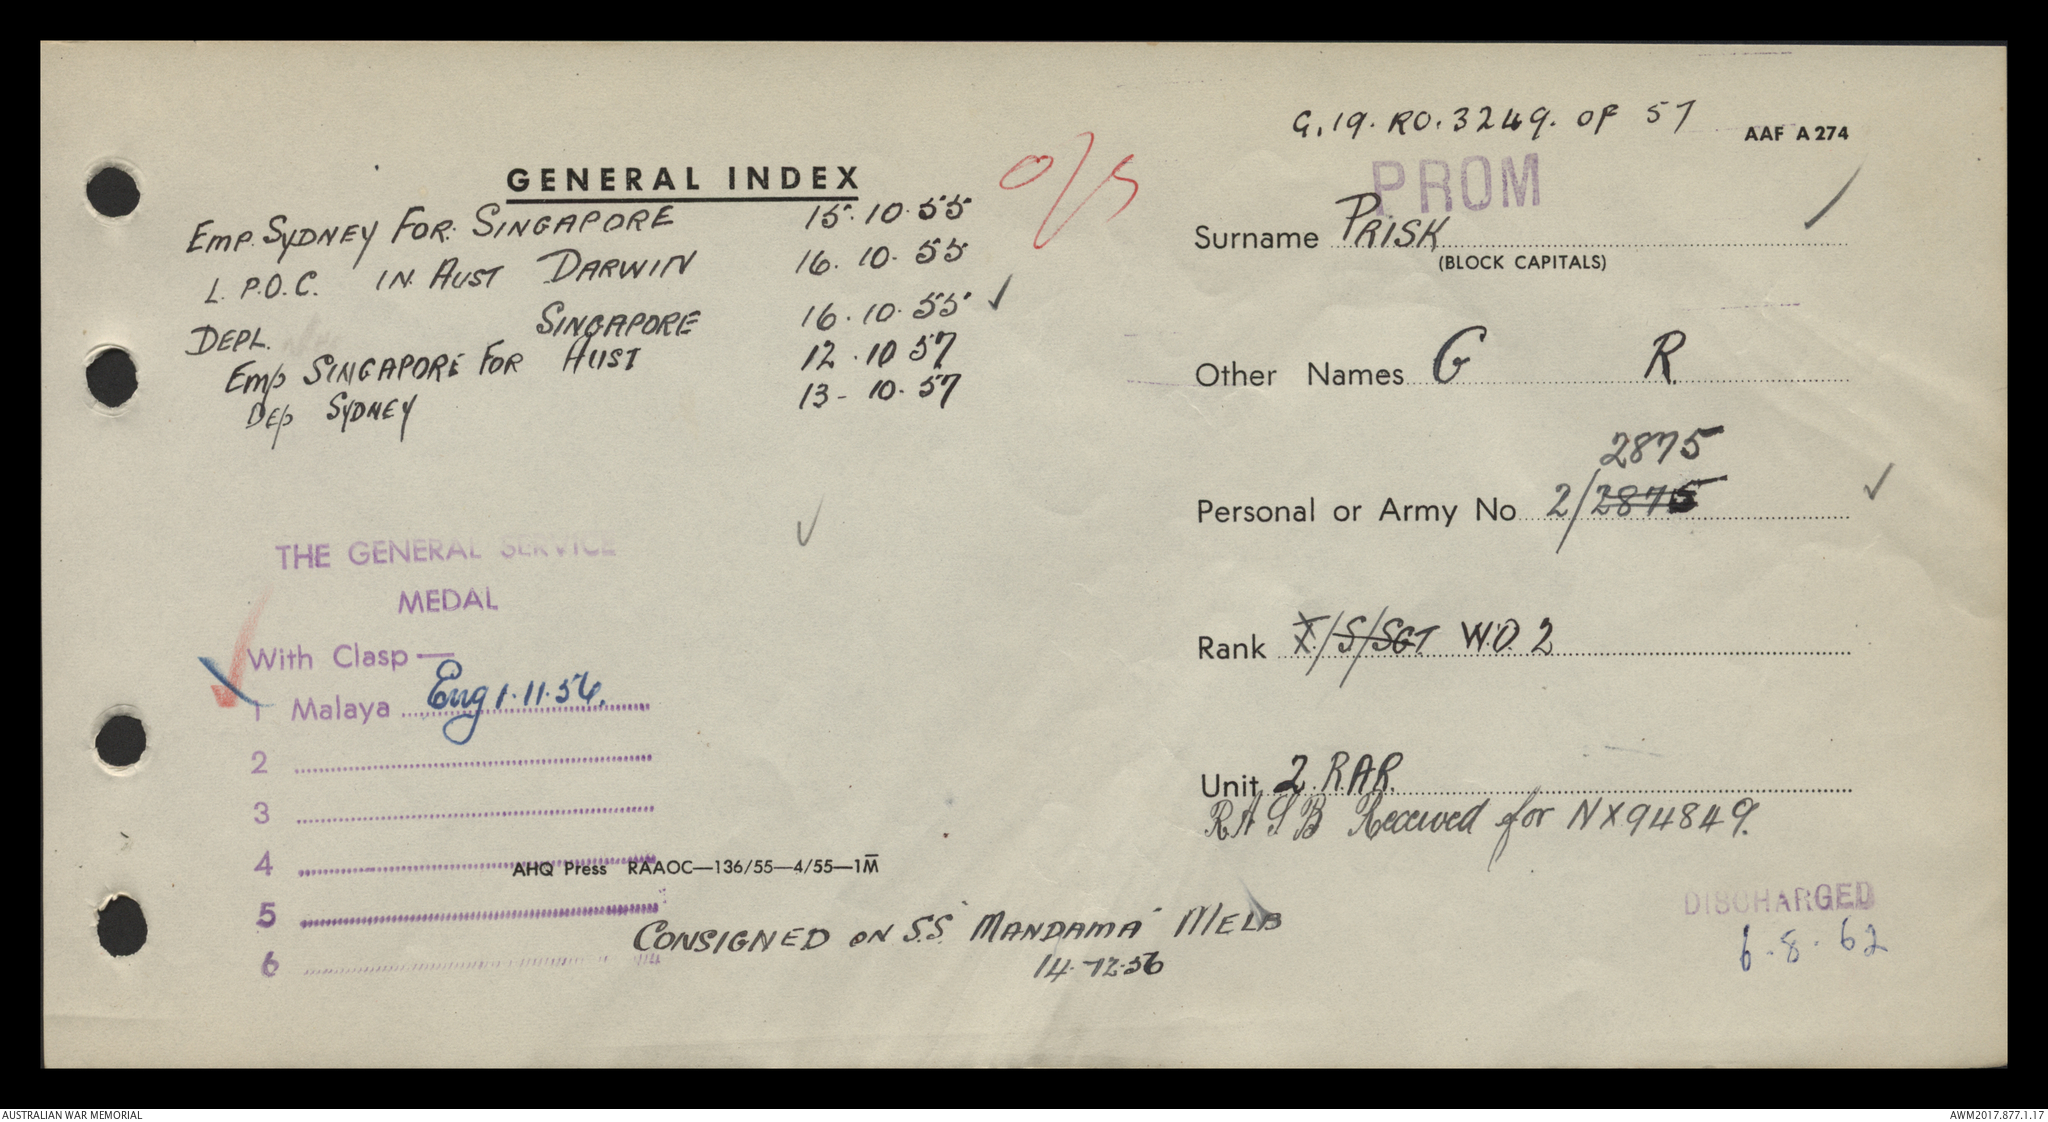 G.19. RO. 3249. OF 57
AAF A 274
GENERAL INDEX
O/S
PROM
Emp. SYDNEY FOR. SINGAPORE 15.10.55
L. P.O.C. IN AUST DARWIN 16.10.55
DEPL. SINGAPORE 16.10.55
Emp SINGAPORE FOR AUST 12.10 57
Dep SYDNEY 13-10.57
Surname PRISK
(BLOCK CAPITALS)
Other Names G R.
2875
Personal or Army No 2/2875
Rank T/S/SGT W.O. 2
Unit 2 RAR.
RASB Received for NX94849.
THE GENERAL SERVICE
MEDAL
With Clasp—
1 Malaya Eng 1.11.56.
2
3
4
5
6
AHQ Press RAAOC—136/55—4/55—1M
CONSIGNED ON S.S "MANDAMA" MELB
14-12-56
DISCHARGED
6.8.62
AUSTRALIAN WAR MEMORIAL
AWM2017.877.1.17